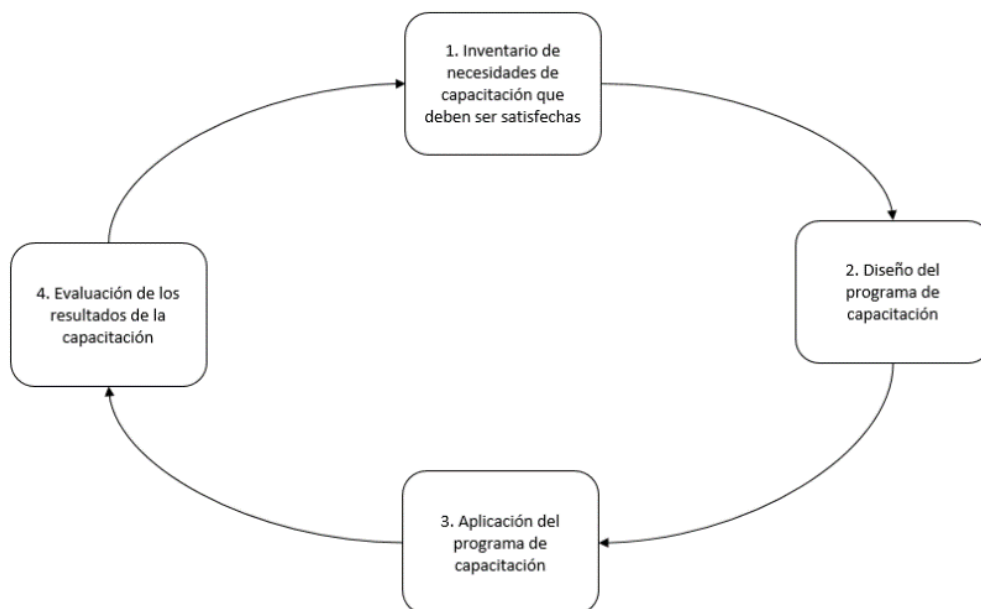 1. Inventario de
necesidades de
capacitación que
deben ser satisfechas
2. Diseño del
programa de
capacitación
3. Aplicación del
programa de
capacitación
4. Evaluación de los
resultados de la
capacitación